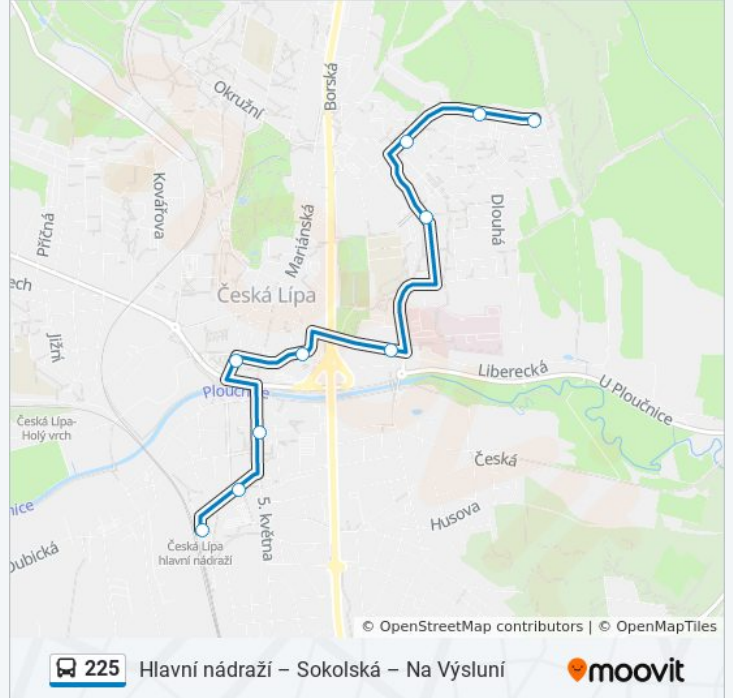 Borská
Okružní
Kovářova
Příčná
Mariánská
Dlouhá
ech
Česká Lípa
Jižní
Liberecká
U Ploučnice
Ploučnice
Česká Lípa-
Holý vrch
Česká
nice
Husova
5. května
Dubická
Česká Lípa
hlavní nádraží
© OpenStreetMap contributors | © OpenMapTiles
225 Hlavní nádraží – Sokolská – Na Výsluní
moovit